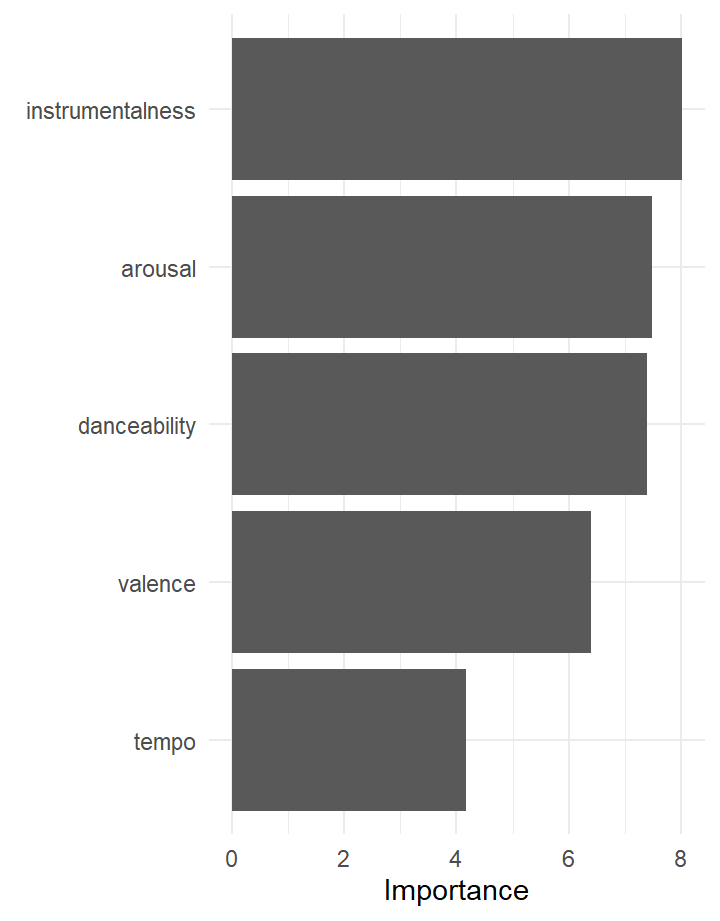 instrumentalness
arousal
danceability
valence
tempo
0 2 4 6 8
Importance